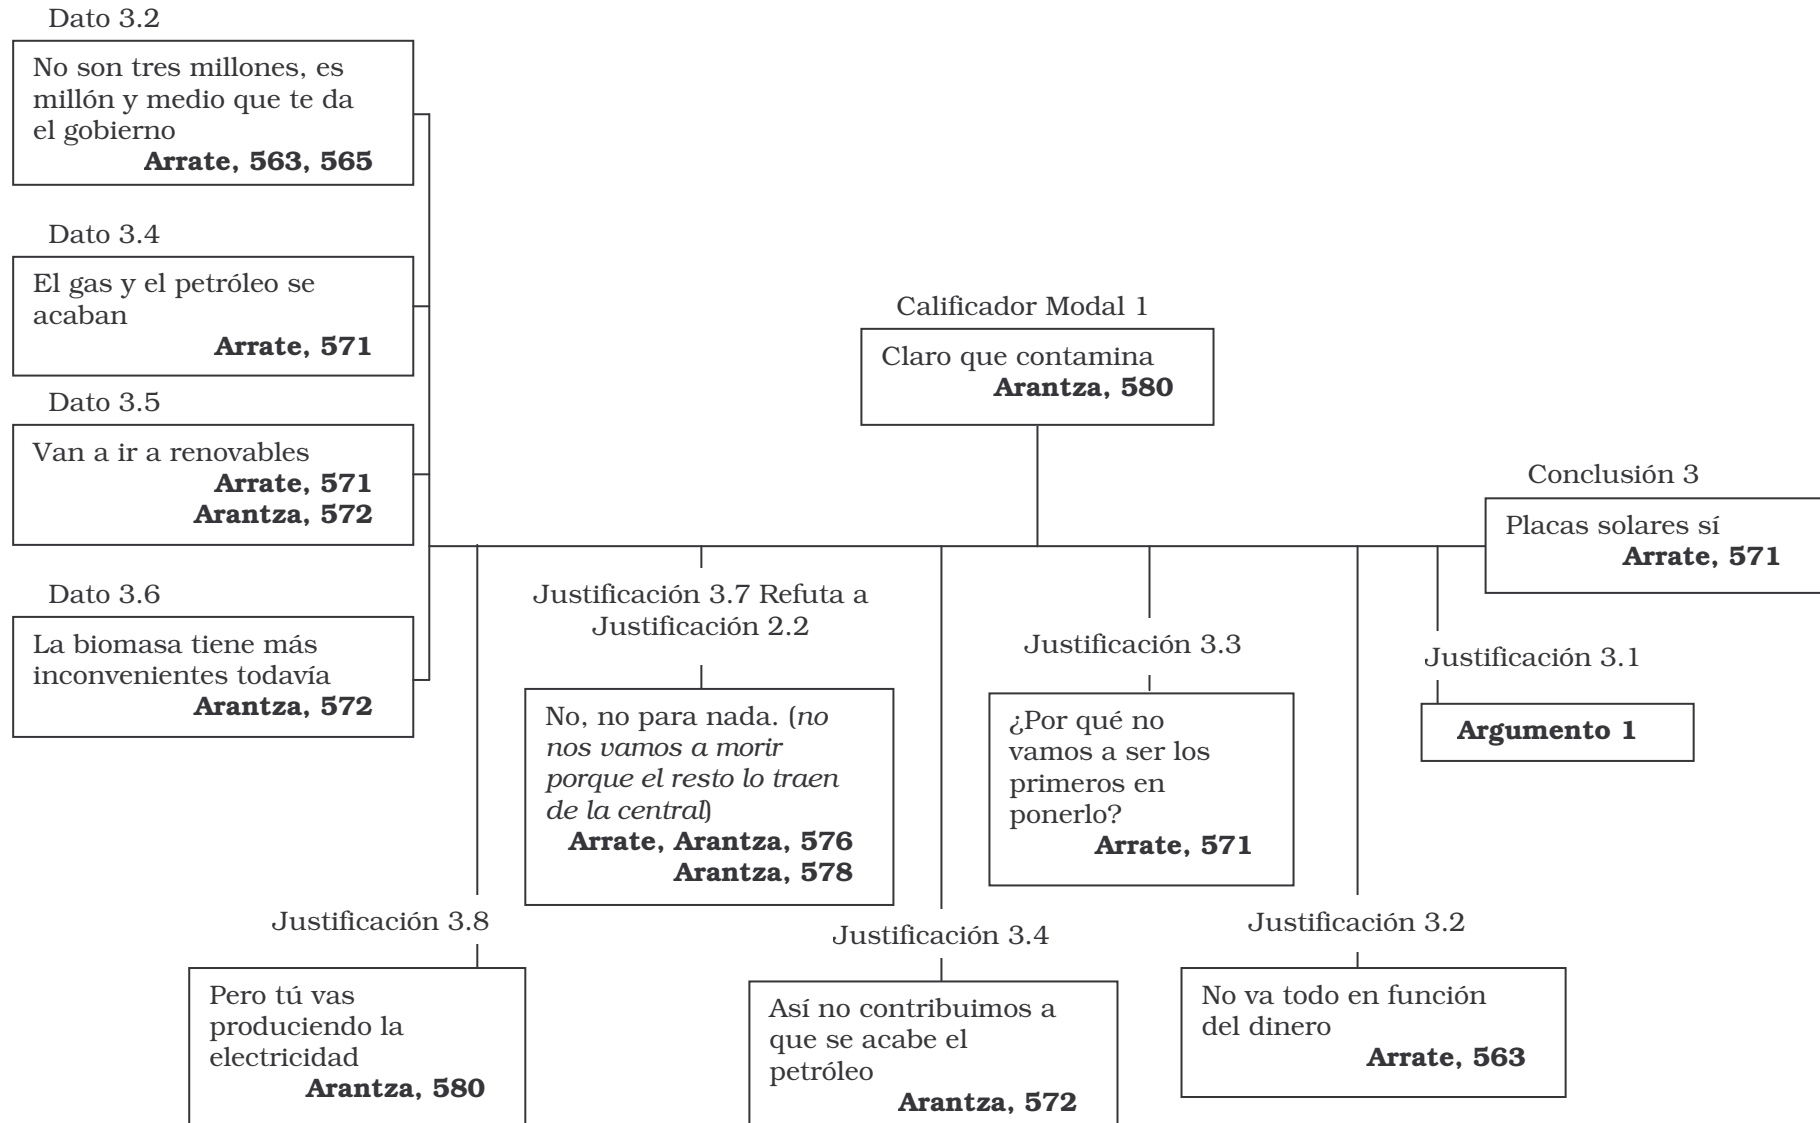 Dato 3.2
No son tres millones, es
millón y medio que te da
el gobierno
Arrate, 563, 565
Dato 3.4
El gas y el petróleo se
acaban
Arrate, 571
Dato 3.5
Van a ir a renovables
Arrate, 571
Arantza, 572
Dato 3.6
La biomasa tiene más
inconvenientes todavía
Arantza, 572
Calificador Modal 1
Claro que contamina
Arantza, 580
Conclusión 3
Placas solares sí
Arrate, 571
Justificación 3.7 Refuta a
Justificación 2.2
No, no para nada. (no
nos vamos a morir
porque el resto lo traen
de la central)
Arrate, Arantza, 576
Arantza, 578
Justificación 3.3
¿Por qué no
vamos a ser los
primeros en
ponerlo?
Arrate, 571
Justificación 3.1
Argumento 1
Justificación 3.8
Pero tú vas
produciendo la
electricidad
Arantza, 580
Justificación 3.4
Así no contribuimos a
que se acabe el
petróleo
Arantza, 572
Justificación 3.2
No va todo en función
del dinero
Arrate, 563